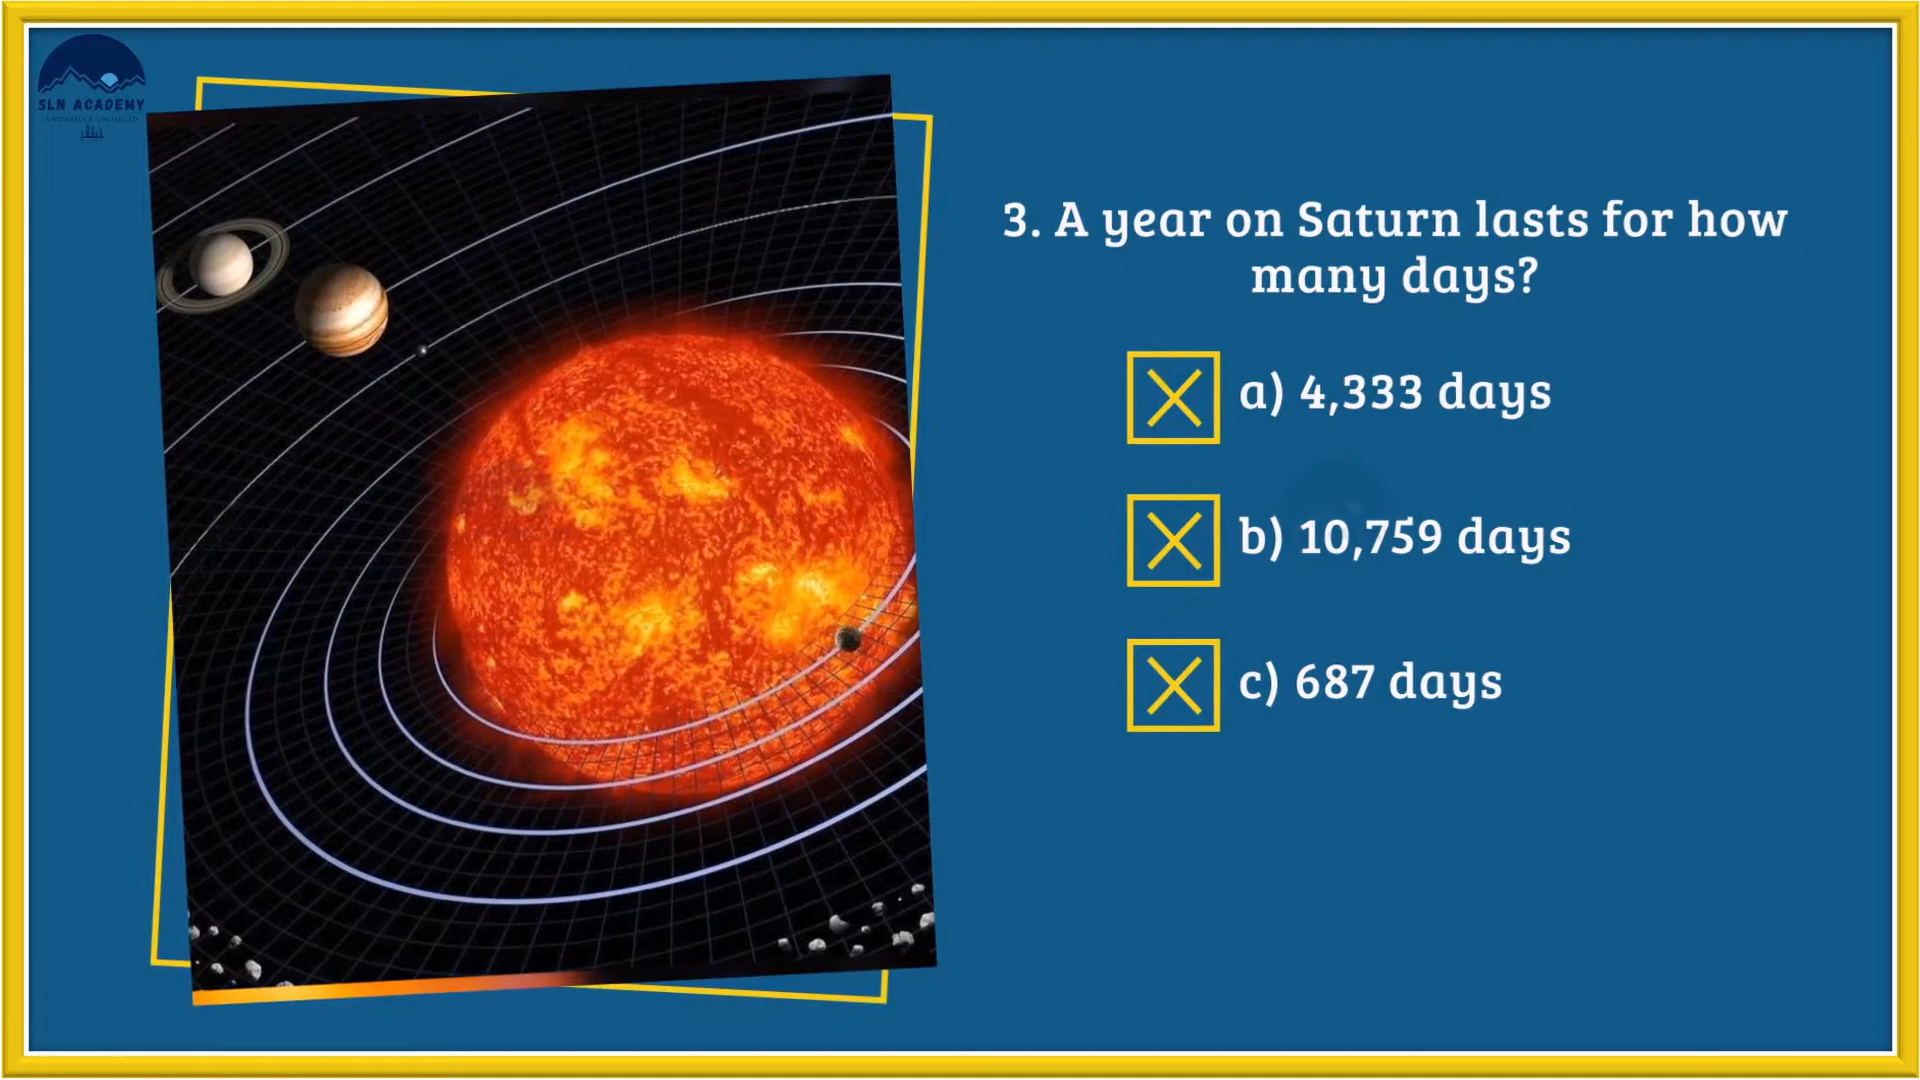 SLN ACADEMY
3. A year on Saturn lasts for how
many days?
a) 4,333 days
b) 10,759 days
c) 687 days